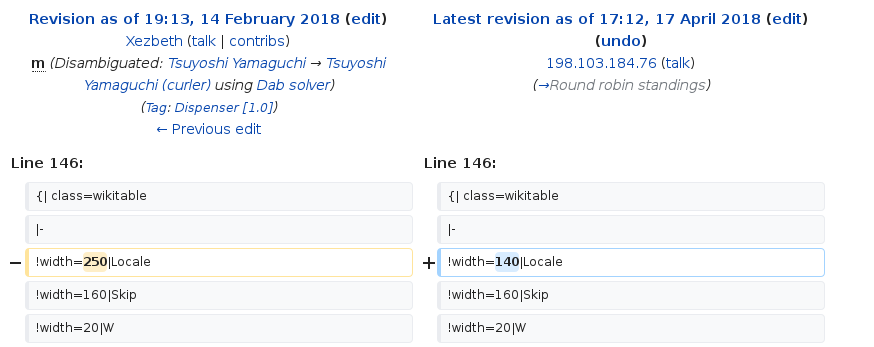 Revision as of 19:13, 14 February 2018 (edit)
Xezbeth (talk | contribs)
m (Disambiguated: Tsuyoshi Yamaguchi → Tsuyoshi
Yamaguchi (curler) using Dab solver)
(Tag: Dispenser [1.0])
← Previous edit
Latest revision as of 17:12, 17 April 2018 (edit)
(undo)
198.103.184.76 (talk)
(→Round robin standings)
Line 146:
Line 146:
{| class=wikitable
{| class=wikitable
|-
|-
− !width=250|Locale
+ !width=140|Locale
!width=160|Skip
!width=160|Skip
!width=20|W
!width=20|W